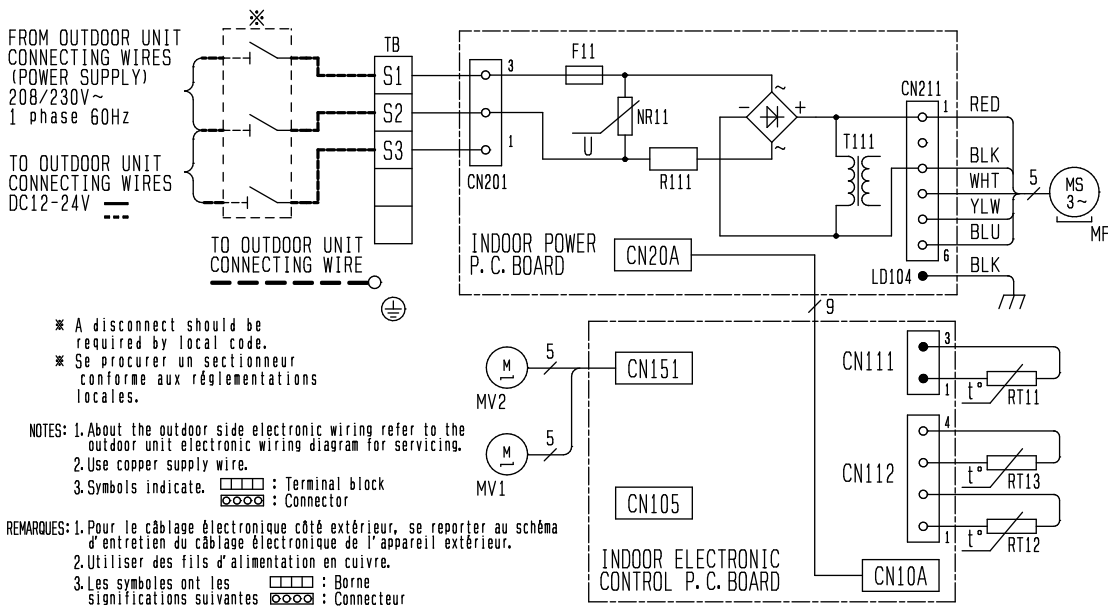 ※
FROM OUTDOOR UNIT
CONNECTING WIRES
(POWER SUPPLY)
208/230V~
1 phase 60Hz
TO OUTDOOR UNIT
CONNECTING WIRES
DC12-24V
TB
S1
S2
S3
TO OUTDOOR UNIT
CONNECTING WIRE
3
1
CN201
F11
NR11
U
R111
~
−
+
~
T111
CN211
1
6
RED
BLK
WHT
YLW
BLU
5
MS
3~
MF
LD104
BLK
INDOOR POWER
P.C.BOARD
CN20A
9
※ A disconnect should be
required by local code.
※ Se procurer un sectionneur
conforme aux réglementations
locales.
M
MV2
5
M
MV1
5
CN151
CN105
CN111
3
1
t°
RT11
CN112
4
1
t°
RT13
t°
RT12
INDOOR ELECTRONIC
CONTROL P.C.BOARD
CN10A
NOTES: 1. About the outdoor side electronic wiring refer to the
outdoor unit electronic wiring diagram for servicing.
2. Use copper supply wire.
3. Symbols indicate. : Terminal block
: Connector
REMARQUES: 1. Pour le câblage électronique côté extérieur, se reporter au schéma
d'entretien du câblage électronique de l'appareil extérieur.
2. Utiliser des fils d'alimentation en cuivre.
3. Les symboles ont les : Borne
significations suivantes : Connecteur